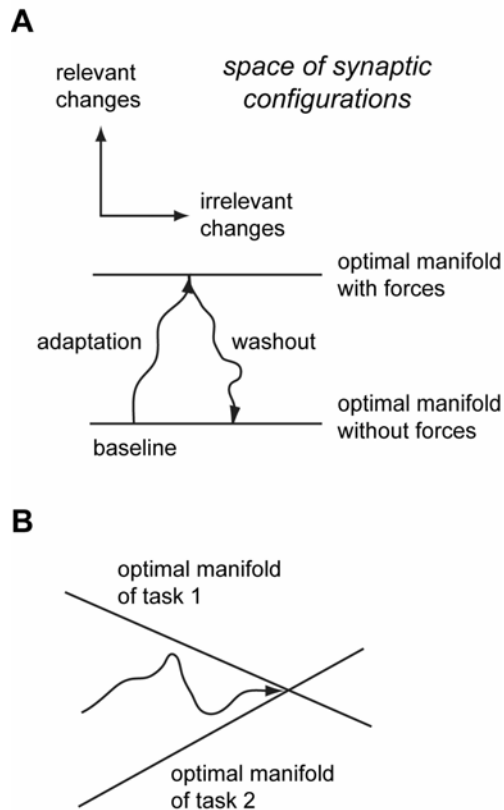 A
relevant
changes
space of synaptic
configurations
irrelevant
changes
optimal manifold
with forces
adaptation
washout
optimal manifold
without forces
baseline
B
optimal manifold
of task 1
optimal manifold
of task 2